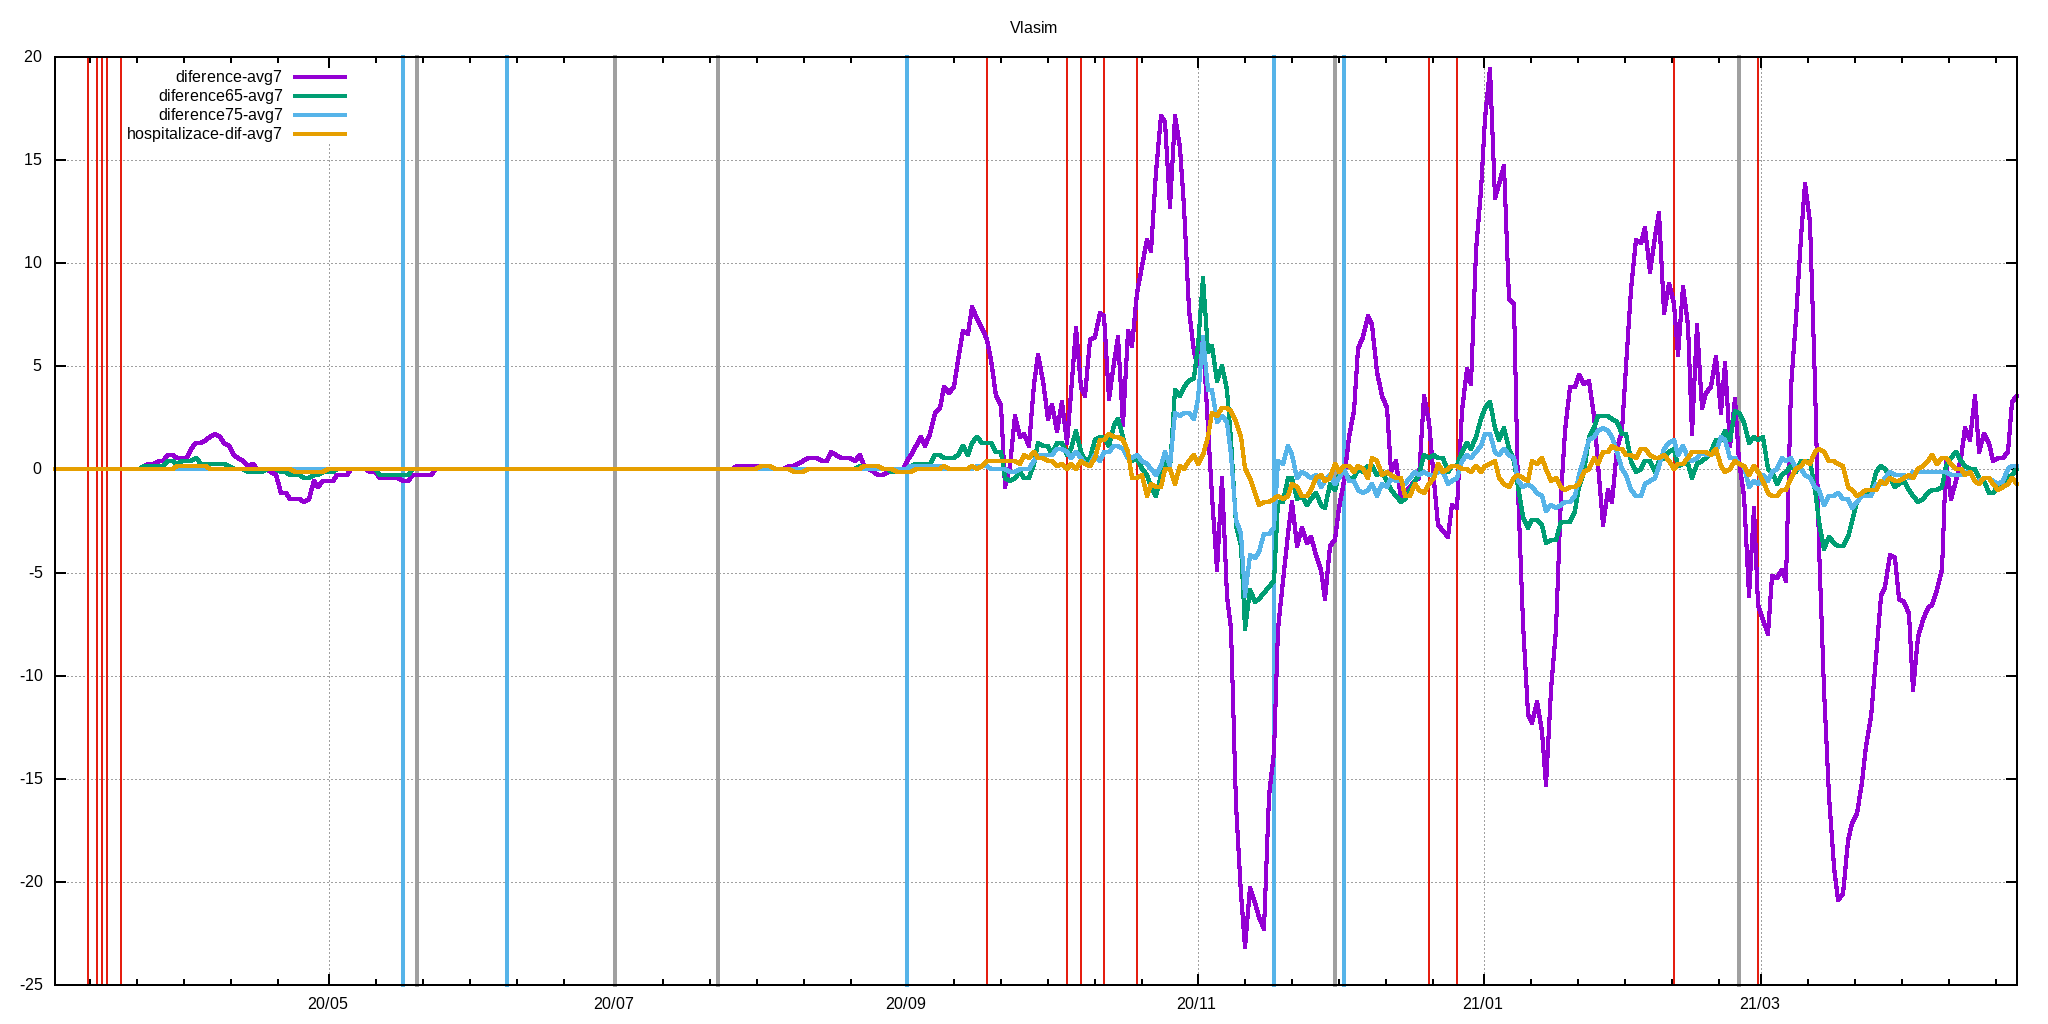 Vlasim
diference-avg7
diference65-avg7
diference75-avg7
hospitalizace-dif-avg7
20
15
10
5
0
-5
-10
-15
-20
-25
20/05 20/07 20/09 20/11 21/01 21/03